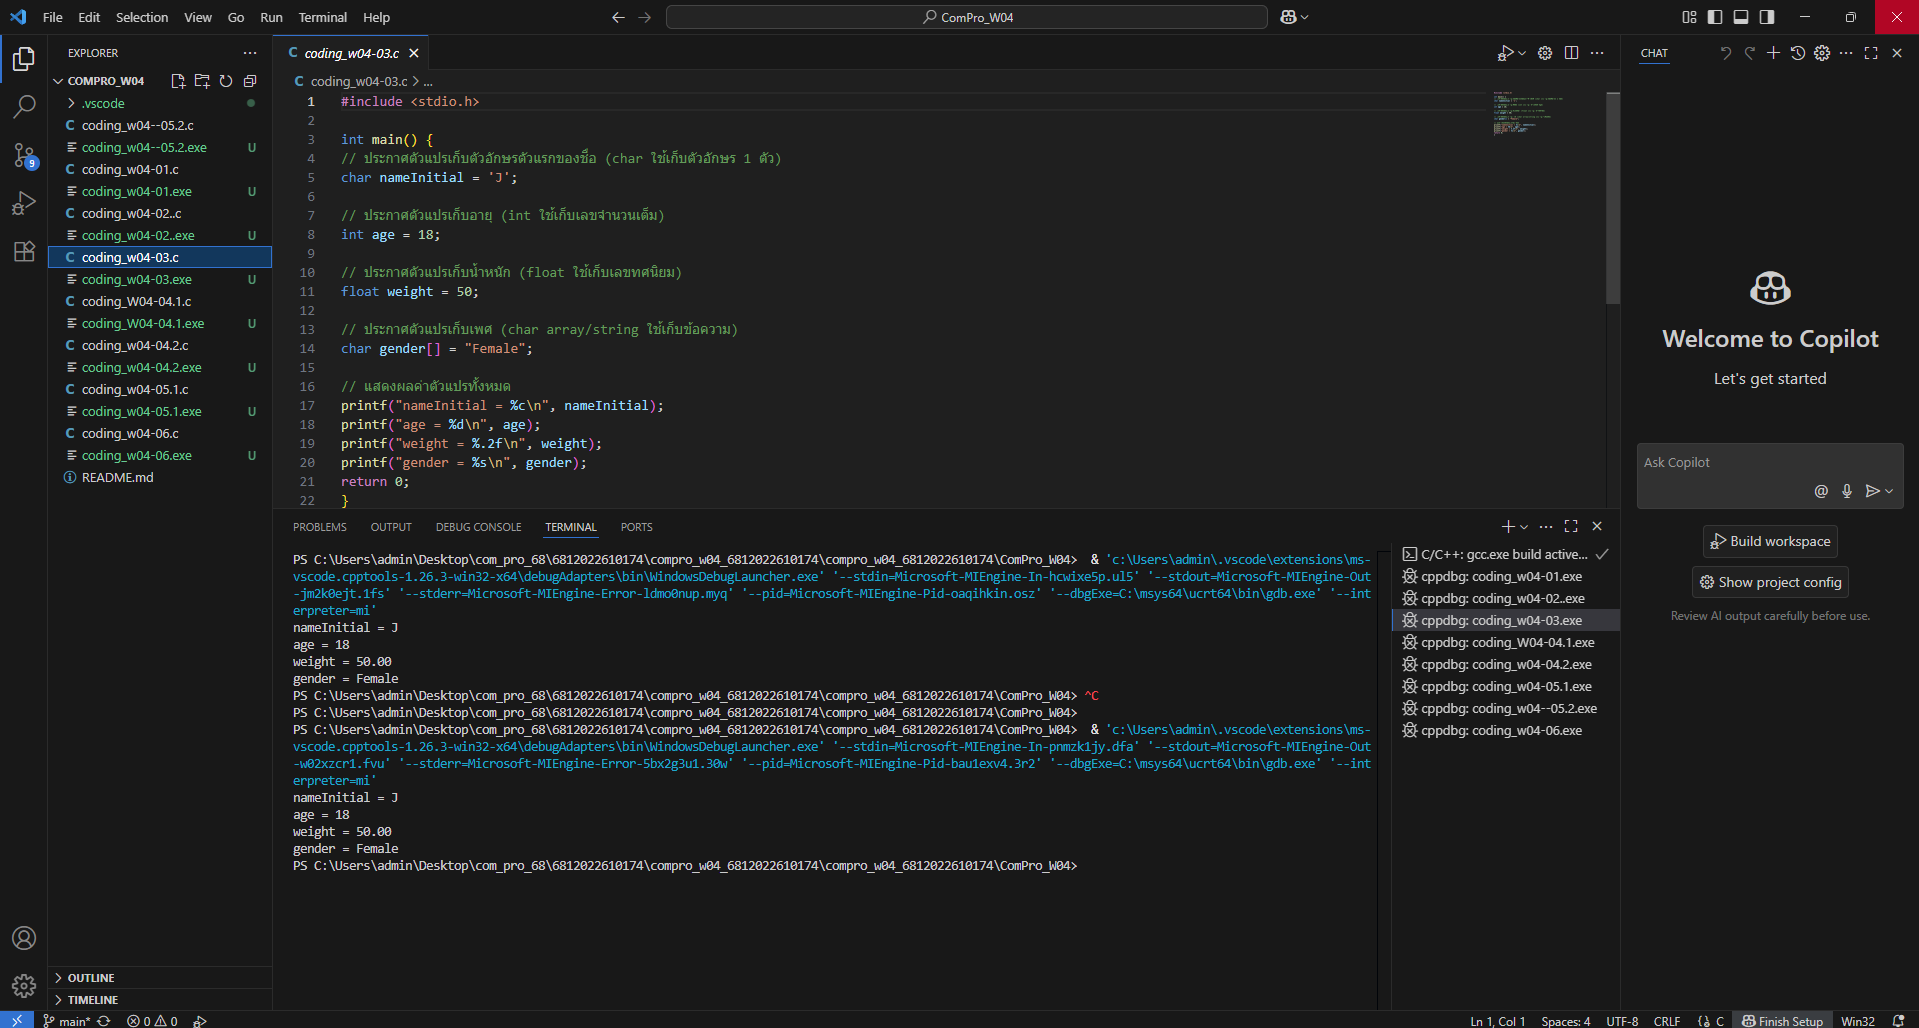 File Edit Selection View Go Run Terminal Help
ComPro_W04
EXPLORER
COMPRO_W04
.vscode
coding_w04--05.2.c
coding_w04--05.2.exe U
coding_w04-01.c
coding_w04-01.exe U
coding_w04-02..c
coding_w04-02..exe U
coding_w04-03.c
coding_w04-03.exe U
coding_W04-04.1.c
coding_W04-04.1.exe U
coding_w04-04.2.c
coding_w04-04.2.exe U
coding_w04-05.1.c
coding_w04-05.1.exe U
coding_w04-06.c
coding_w04-06.exe U
README.md
OUTLINE
TIMELINE
9
coding_w04-03.c
coding_w04-03.c > ...
1 #include <stdio.h>
2
3 int main() {
4 // ประกาศตัวแปรเก็บตัวอักษรตัวแรกของชื่อ (char ใช้เก็บตัวอักษร 1 ตัว)
5 char nameInitial = 'J';
6
7 // ประกาศตัวแปรเก็บอายุ (int ใช้เก็บเลขจำนวนเต็ม)
8 int age = 18;
9
10 // ประกาศตัวแปรเก็บน้ำหนัก (float ใช้เก็บเลขทศนิยม)
11 float weight = 50;
12
13 // ประกาศตัวแปรเก็บเพศ (char array/string ใช้เก็บข้อความ)
14 char gender[] = "Female";
15
16 // แสดงผลค่าตัวแปรทั้งหมด
17 printf("nameInitial = %c\n", nameInitial);
18 printf("age = %d\n", age);
19 printf("weight = %.2f\n", weight);
20 printf("gender = %s\n", gender);
21 return 0;
22 }
PROBLEMS OUTPUT DEBUG CONSOLE TERMINAL PORTS
PS C:\Users\admin\Desktop\com_pro_68\6812022610174\compro_w04_6812022610174\compro_w04_6812022610174\ComPro_W04>  & 'c:\Users\admin\.vscode\extensions\ms-
vscode.cpptools-1.26.3-win32-x64\debugAdapters\bin\WindowsDebugLauncher.exe' '--stdin=Microsoft-MIEngine-In-hcwixe5p.ul5' '--stdout=Microsoft-MIEngine-Out
-jm2k0ejt.1fs' '--stderr=Microsoft-MIEngine-Error-ldmo0nup.myq' '--pid=Microsoft-MIEngine-Pid-oaqihkin.osz' '--dbgExe=C:\msys64\ucrt64\bin\gdb.exe' '--int
erpreter=mi'
nameInitial = J
age = 18
weight = 50.00
gender = Female
PS C:\Users\admin\Desktop\com_pro_68\6812022610174\compro_w04_6812022610174\compro_w04_6812022610174\ComPro_W04> ^C
PS C:\Users\admin\Desktop\com_pro_68\6812022610174\compro_w04_6812022610174\compro_w04_6812022610174\ComPro_W04>
PS C:\Users\admin\Desktop\com_pro_68\6812022610174\compro_w04_6812022610174\compro_w04_6812022610174\ComPro_W04>  & 'c:\Users\admin\.vscode\extensions\ms-
vscode.cpptools-1.26.3-win32-x64\debugAdapters\bin\WindowsDebugLauncher.exe' '--stdin=Microsoft-MIEngine-In-pnmzk1jy.dfa' '--stdout=Microsoft-MIEngine-Out
-w02xzcr1.fvu' '--stderr=Microsoft-MIEngine-Error-5bx2g3u1.30w' '--pid=Microsoft-MIEngine-Pid-bau1exv4.3r2' '--dbgExe=C:\msys64\ucrt64\bin\gdb.exe' '--int
erpreter=mi'
nameInitial = J
age = 18
weight = 50.00
gender = Female
PS C:\Users\admin\Desktop\com_pro_68\6812022610174\compro_w04_6812022610174\compro_w04_6812022610174\ComPro_W04>
C/C++: gcc.exe build active...
cppdbg: coding_w04-01.exe
cppdbg: coding_w04-02..exe
cppdbg: coding_w04-03.exe
cppdbg: coding_W04-04.1.exe
cppdbg: coding_w04-04.2.exe
cppdbg: coding_w04-05.1.exe
cppdbg: coding_w04--05.2.exe
cppdbg: coding_w04-06.exe
CHAT
Welcome to Copilot
Let's get started
Ask Copilot
Build workspace
Show project config
Review AI output carefully before use.
main* 0 0
Ln 1, Col 1 Spaces: 4 UTF-8 CRLF {} C Finish Setup Win32